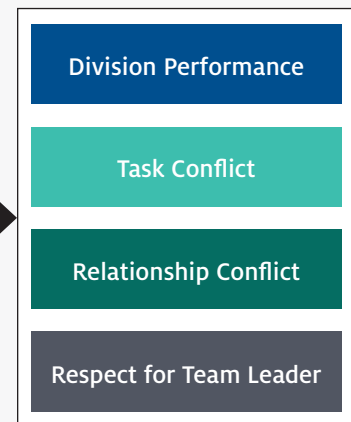 Division Performance
Task Conflict
Relationship Conflict
Respect for Team Leader